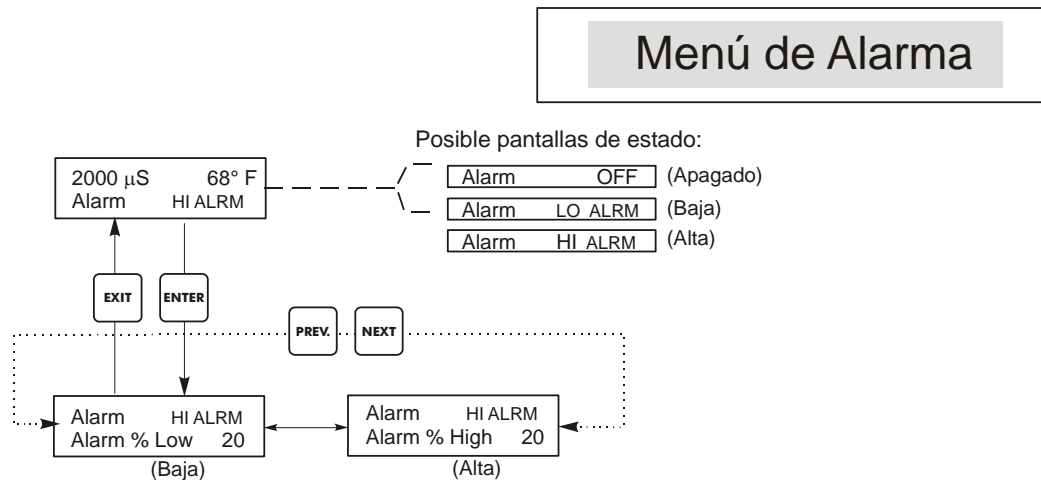 Menú de Alarma
Posible pantallas de estado:
2000 µS 68° F
Alarm HI ALRM
Alarm OFF (Apagado)
Alarm LO ALRM (Baja)
Alarm HI ALRM (Alta)
EXIT ENTER
PREV. NEXT
Alarm HI ALRM
Alarm % Low 20
(Baja)
Alarm HI ALRM
Alarm % High 20
(Alta)